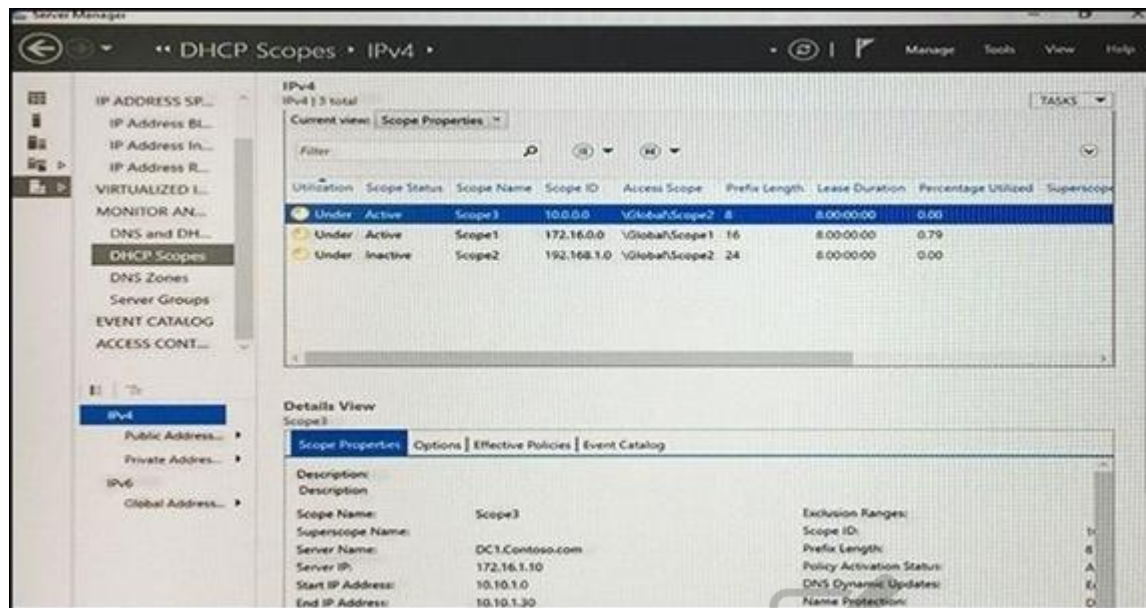 Server Manager
DHCP Scopes IPv4
Manage Tools View Help
IP ADDRESS SP...
IP Address Bl...
IP Address In...
IP Address R...
VIRTUALIZED I...
MONITOR AN...
DNS and DH...
DHCP Scopes
DNS Zones
Server Groups
EVENT CATALOG
ACCESS CONT...
IPv4
Public Address...
Private Addres...
IPv6
Global Address...
IPv4
IPv4 | 3 total
TASKS
Current view: Scope Properties
Filter
Utilization Scope Status Scope Name Scope ID Access Scope Prefix Length Lease Duration Percentage Utilized Superscope
Under Active Scope3 10.0.0.0 \Global\Scope2 8 8.00:00:00 0.00
Under Active Scope1 172.16.0.0 \Global\Scope1 16 8.00:00:00 0.79
Under Inactive Scope2 192.168.1.0 \Global\Scope2 24 8.00:00:00 0.00
Details View
Scope3
Scope Properties Options Effective Policies Event Catalog
Description:
Description
Scope Name: Scope3 Exclusion Ranges:
Superscope Name: Scope ID:
Server Name: DC1.Contoso.com Prefix Length: 8
Server IP: 172.16.1.10 Policy Activation Status:
Start IP Address: 10.10.1.0 DNS Dynamic Updates:
End IP Address: 10.10.1.30 Name Protection: